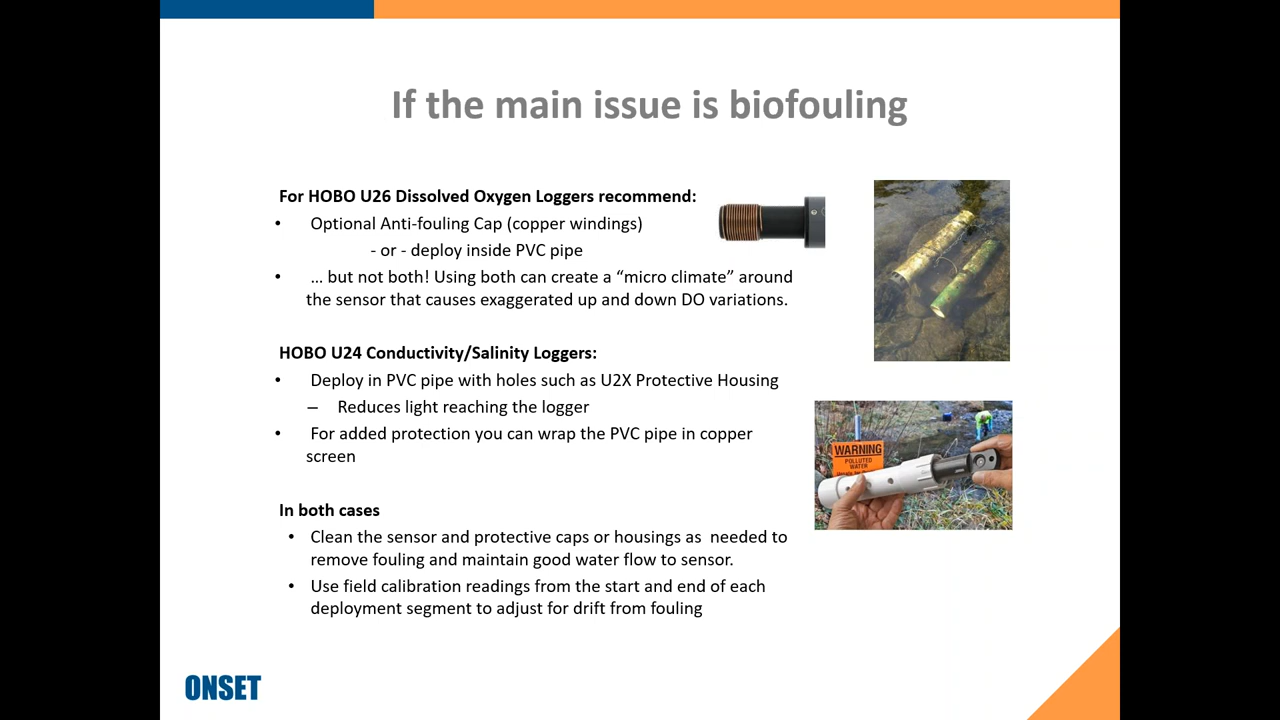 If the main issue is biofouling
For HOBO U26 Dissolved Oxygen Loggers recommend:
• Optional Anti-fouling Cap (copper windings)
- or - deploy inside PVC pipe
• … but not both! Using both can create a “micro climate” around
the sensor that causes exaggerated up and down DO variations.
HOBO U24 Conductivity/Salinity Loggers:
• Deploy in PVC pipe with holes such as U2X Protective Housing
– Reduces light reaching the logger
• For added protection you can wrap the PVC pipe in copper
screen
WARNING
POLLUTED
WATER
In both cases
• Clean the sensor and protective caps or housings as needed to
remove fouling and maintain good water flow to sensor.
• Use field calibration readings from the start and end of each
deployment segment to adjust for drift from fouling
ONSET